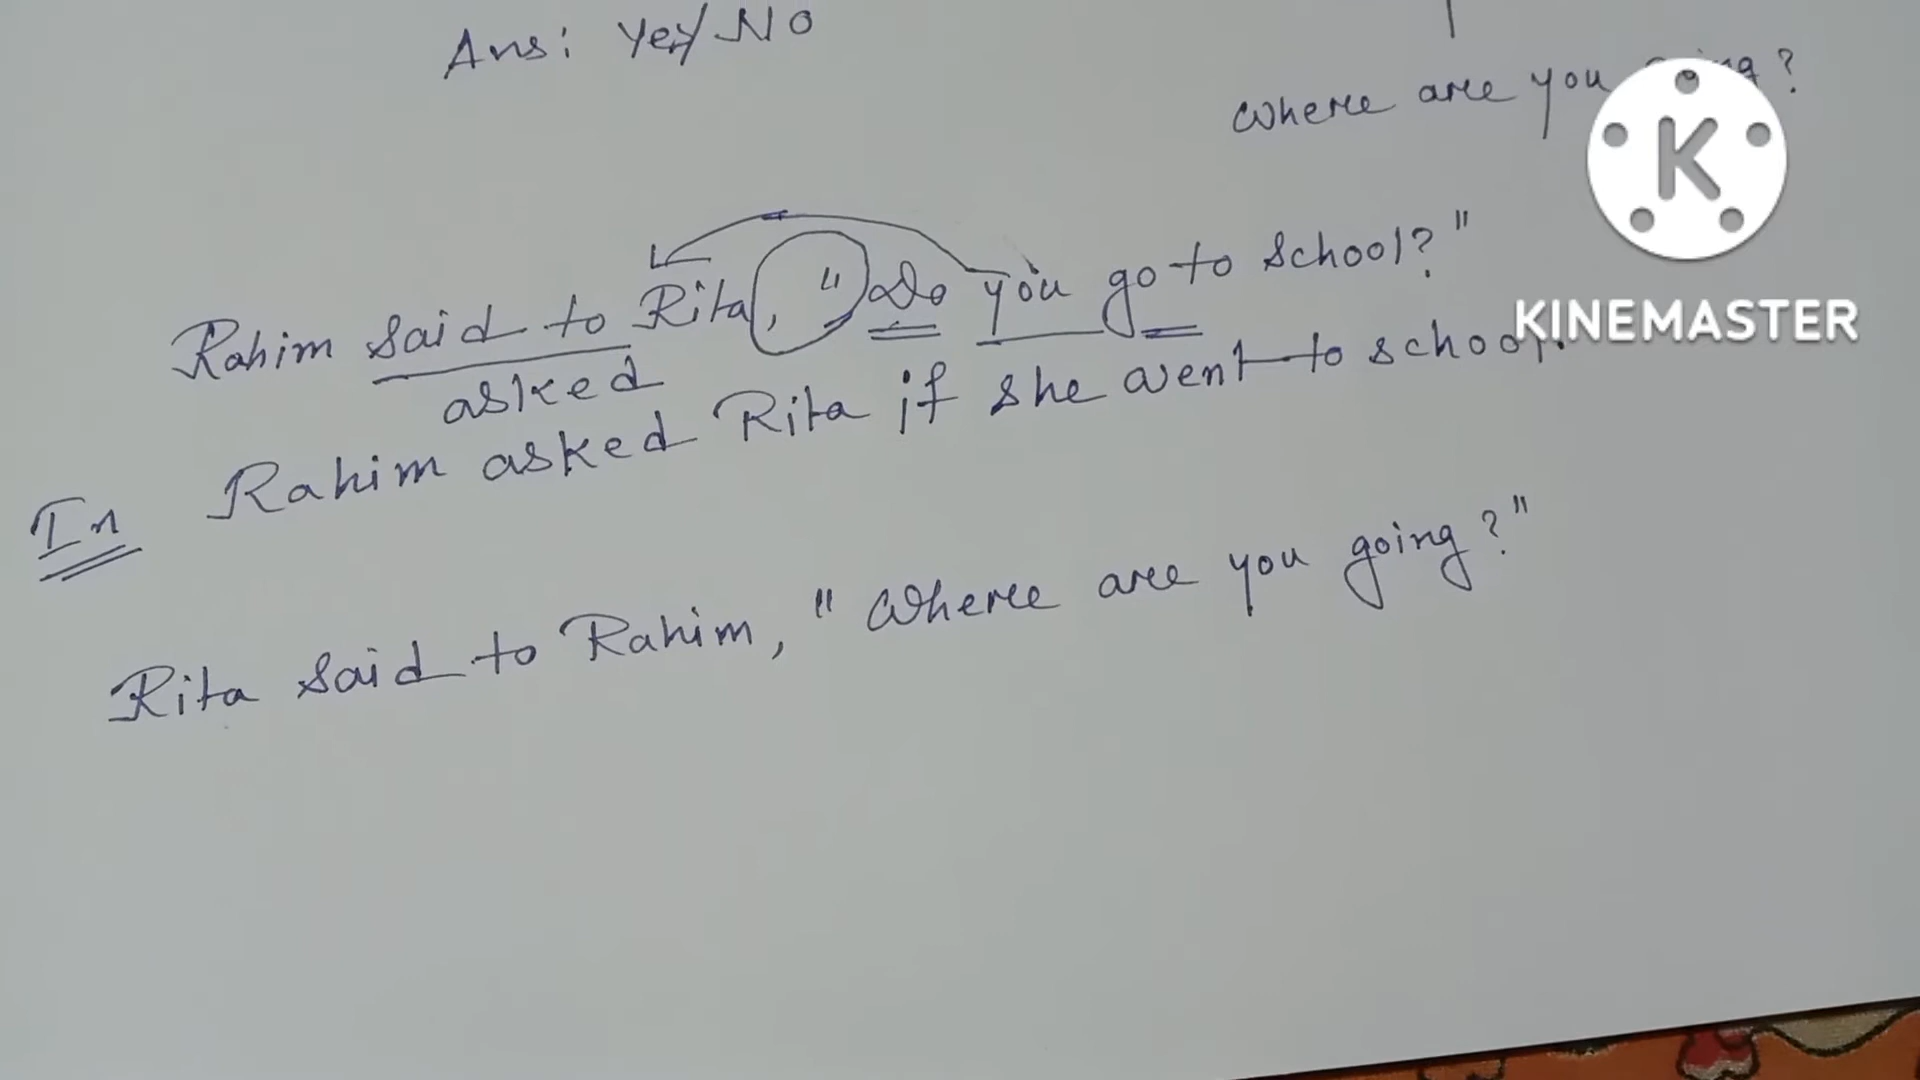 Ans: Yes/No
Where are you going?
Rahim said to Rita, "Do you go to school?"
asked
In Rahim asked Rita if she went to school.
Rita said to Rahim, "Where are you going?"
K
KINEMASTER